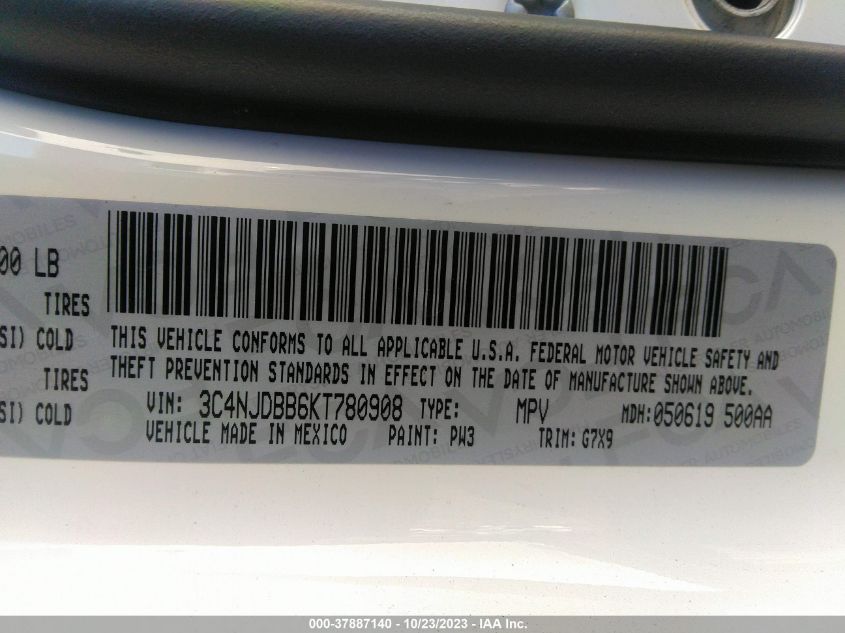 00 LB
TIRES
SI) COLD
TIRES
SI) COLD
THIS VEHICLE CONFORMS TO ALL APPLICABLE U.S.A. FEDERAL MOTOR VEHICLE SAFETY AND
THEFT PREVENTION STANDARDS IN EFFECT ON THE DATE OF MANUFACTURE SHOWN ABOVE.
VIN: 3C4NJDBB6KT780908 TYPE: MPV MDH:050619 500AA
VEHICLE MADE IN MEXICO PAINT: PW3 TRIM: G7X9
000-37887140 - 10/23/2023 - IAA Inc.